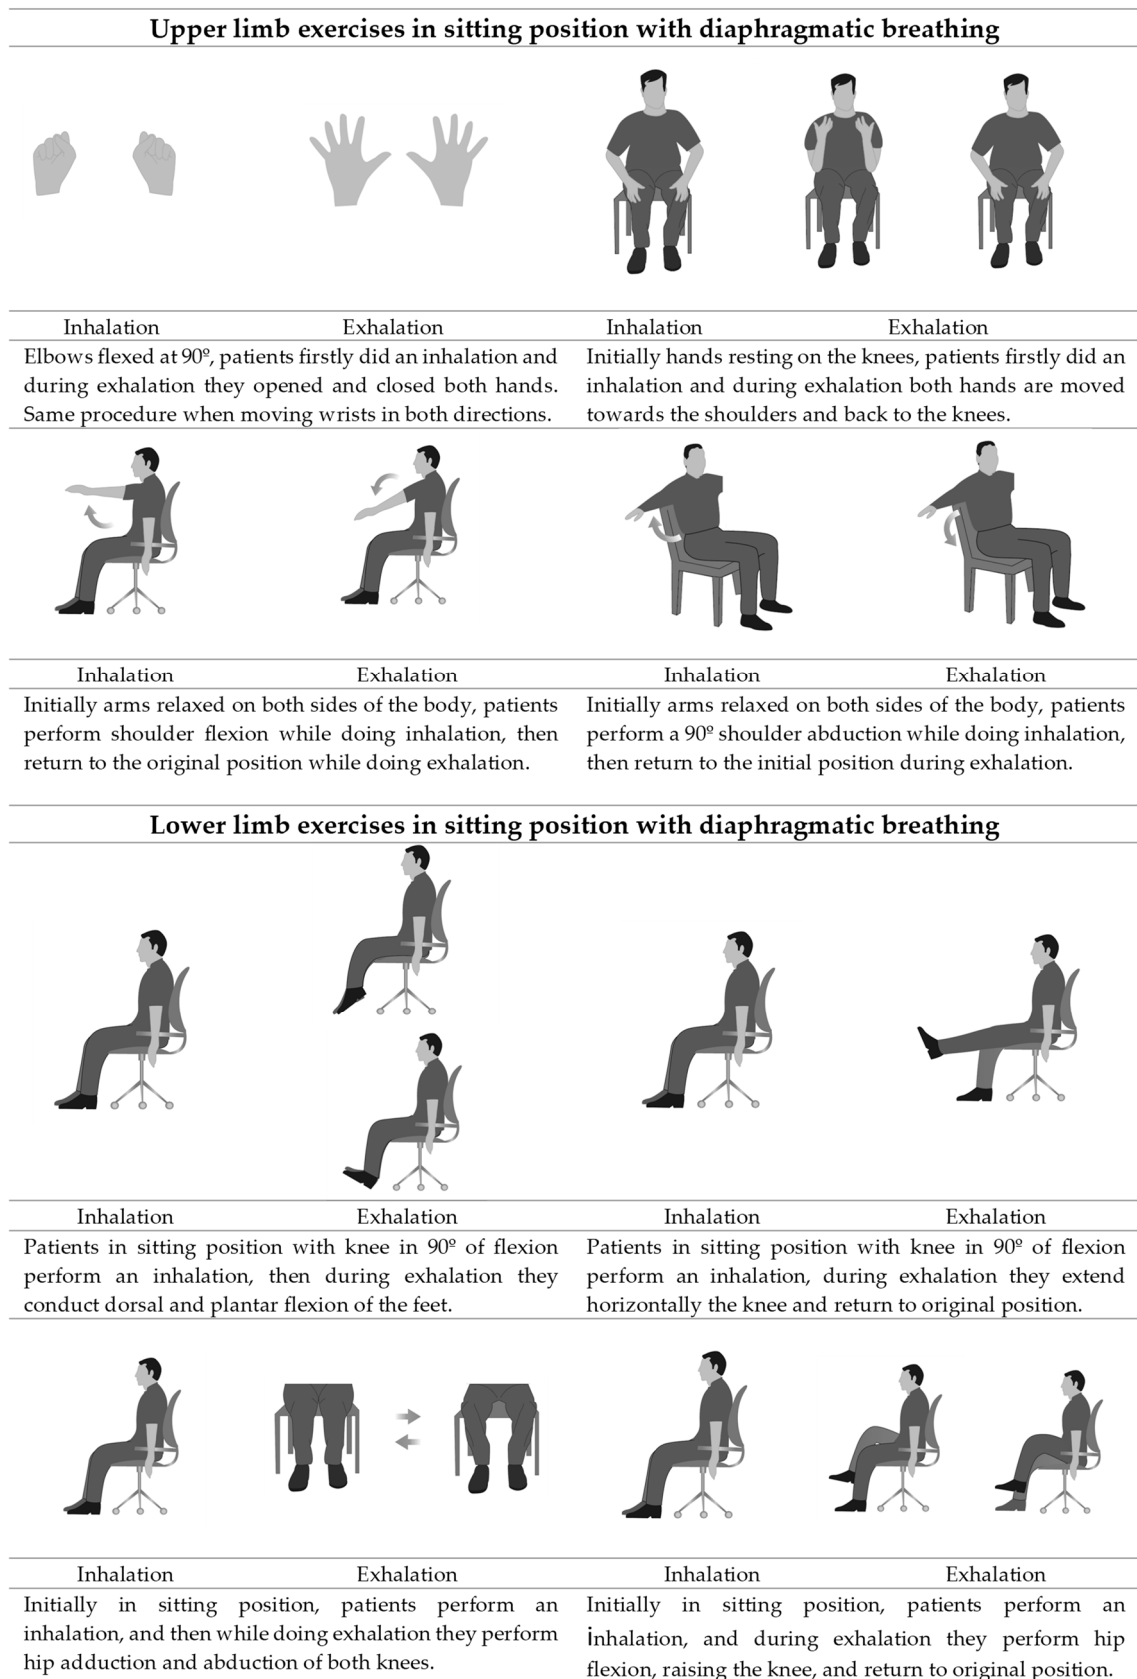 Upper limb exercises in sitting position with diaphragmatic breathing
Inhalation
Exhalation
Inhalation
Exhalation
Elbows flexed at 90º, patients firstly did an inhalation and
during exhalation they opened and closed both hands.
Same procedure when moving wrists in both directions.
Initially hands resting on the knees, patients firstly did an
inhalation and during exhalation both hands are moved
towards the shoulders and back to the knees.
Inhalation
Exhalation
Inhalation
Exhalation
Initially arms relaxed on both sides of the body, patients
perform shoulder flexion while doing inhalation, then
return to the original position while doing exhalation.
Initially arms relaxed on both sides of the body, patients
perform a 90º shoulder abduction while doing inhalation,
then return to the initial position during exhalation.
Lower limb exercises in sitting position with diaphragmatic breathing
Inhalation
Exhalation
Inhalation
Exhalation
Patients in sitting position with knee in 90º of flexion
perform an inhalation, then during exhalation they
conduct dorsal and plantar flexion of the feet.
Patients in sitting position with knee in 90º of flexion
perform an inhalation, during exhalation they extend
horizontally the knee and return to original position.
Inhalation
Exhalation
Inhalation
Exhalation
Initially in sitting position, patients perform an
inhalation, and then while doing exhalation they perform
hip adduction and abduction of both knees.
Initially in sitting position, patients perform an
inhalation, and during exhalation they perform hip
flexion, raising the knee, and return to original position.